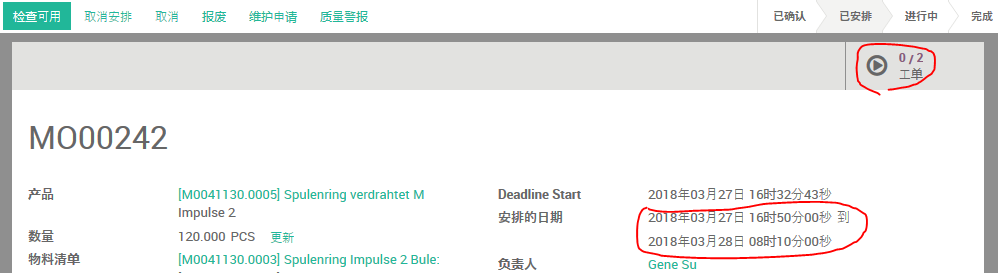 检查可用 取消安排 取消 报废 维护申请 质量警报 已确认 已安排 进行中 完成
0 / 2
工单
MO00242
产品 [M0041130.0005] Spulenring verdrahtet M Deadline Start 2018年03月27日 16时32分43秒
Impulse 2 安排的日期 2018年03月27日 16时50分00秒 到
数量 120.000 PCS 更新 2018年03月28日 08时10分00秒
物料清单 [M0041130.0003] Spulenring Impulse 2 Bule: 负责人 Gene Su